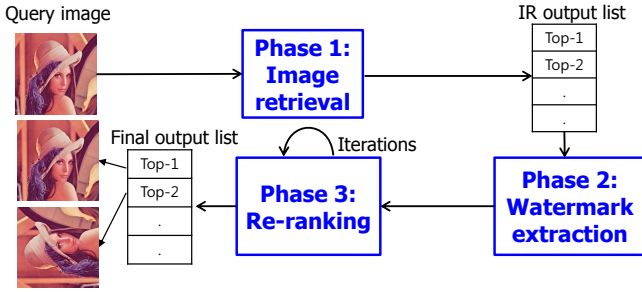 Query image
IR output list
Phase 1:
Image
retrieval
Top-1
Top-2
.
.
Final output list
Iterations
Top-1
Top-2
.
.
Phase 3:
Re-ranking
Phase 2:
Watermark
extraction